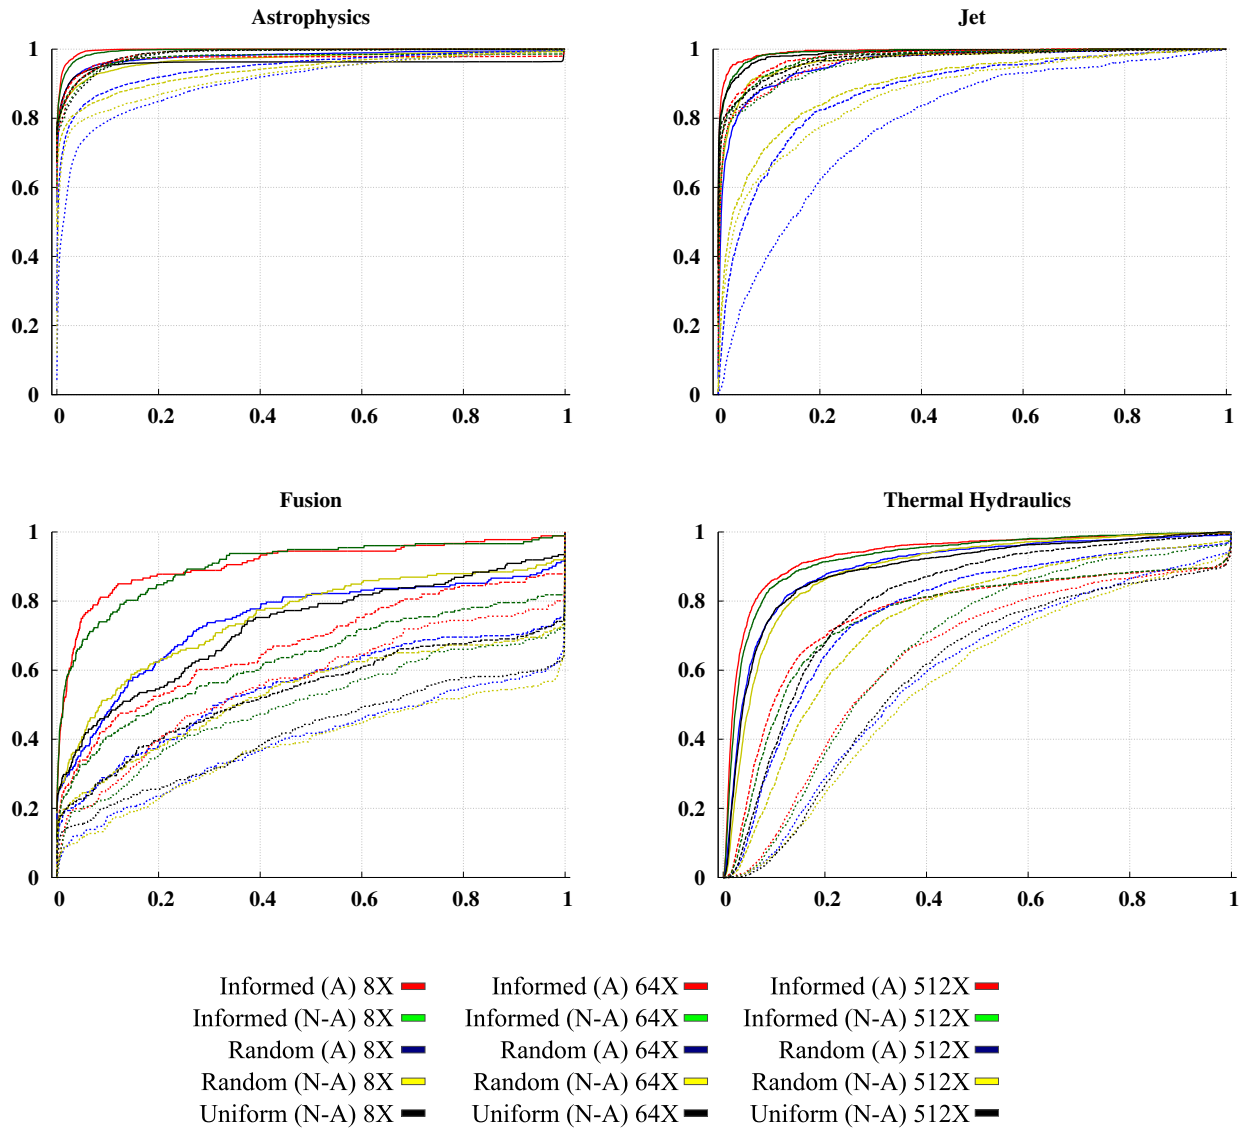 Astrophysics
1
0.8
0.6
0.4
0.2
0
0 0.2 0.4 0.6 0.8 1
Jet
1
0.8
0.6
0.4
0.2
0
0 0.2 0.4 0.6 0.8 1
Fusion
1
0.8
0.6
0.4
0.2
0
0 0.2 0.4 0.6 0.8 1
Thermal Hydraulics
1
0.8
0.6
0.4
0.2
0
0 0.2 0.4 0.6 0.8 1
Informed (A) 8X Informed (A) 64X Informed (A) 512X
Informed (N-A) 8X Informed (N-A) 64X Informed (N-A) 512X
Random (A) 8X Random (A) 64X Random (A) 512X
Random (N-A) 8X Random (N-A) 64X Random (N-A) 512X
Uniform (N-A) 8X Uniform (N-A) 64X Uniform (N-A) 512X